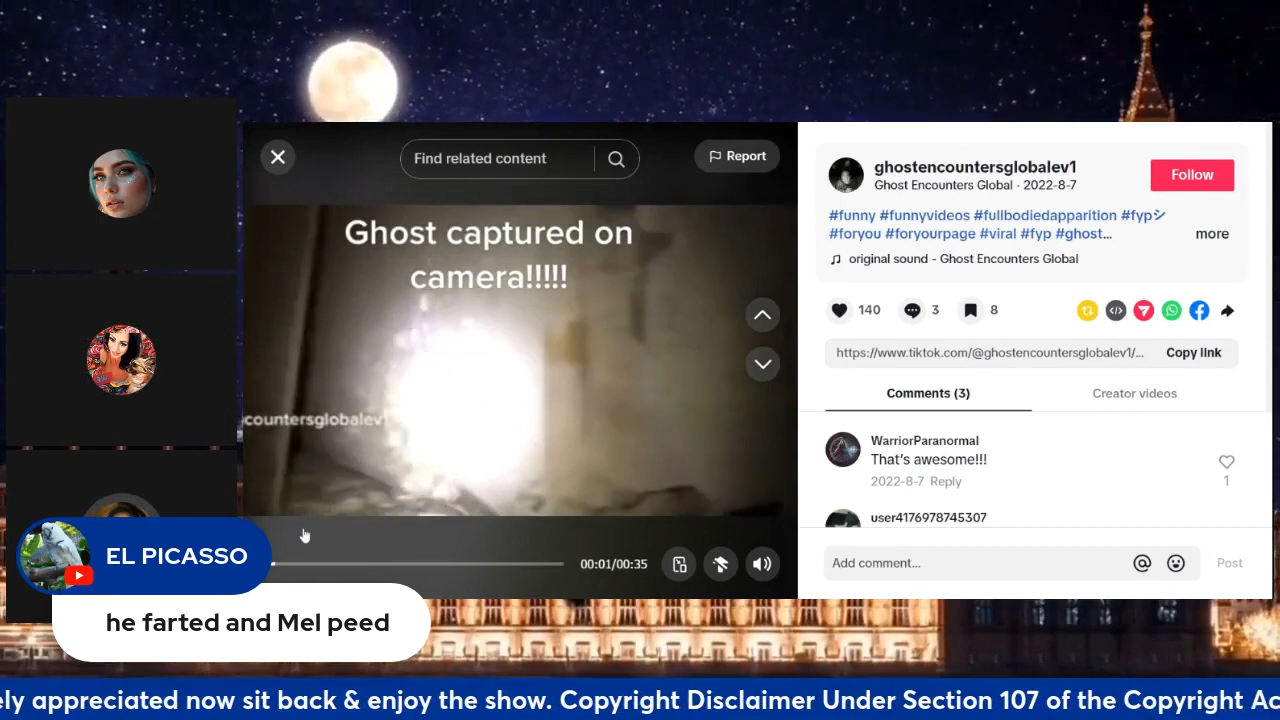 Find related content
Report
Ghost captured on
camera!!!!!
countersglobalev1
00:01/00:35
ghostencountersglobalev1
Ghost Encounters Global · 2022-8-7
Follow
#funny #funnyvideos #fullbodiedapparition #fypシ
#foryou #foryourpage #viral #fyp #ghost...
more
original sound - Ghost Encounters Global
140
3
8
https://www.tiktok.com/@ghostencountersglobalev1/...
Copy link
Comments (3)
Creator videos
WarriorParanormal
That's awesome!!!
2022-8-7 Reply
1
user4176978745307
Add comment...
Post
EL PICASSO
he farted and Mel peed
ely appreciated now sit back & enjoy the show. Copyright Disclaimer Under Section 107 of the Copyright Ac